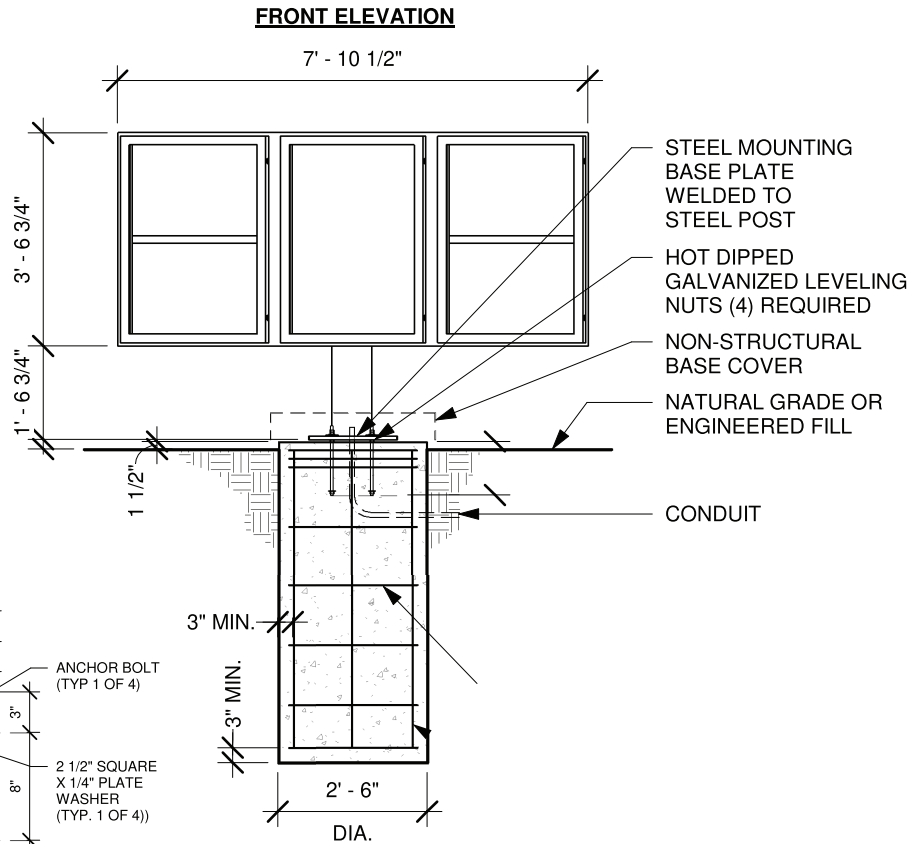 FRONT ELEVATION
7' - 10 1/2"
3' - 6 3/4"
1' - 6 3/4"
1 1/2"
STEEL MOUNTING
BASE PLATE
WELDED TO
STEEL POST
HOT DIPPED
GALVANIZED LEVELING
NUTS (4) REQUIRED
NON-STRUCTURAL
BASE COVER
NATURAL GRADE OR
ENGINEERED FILL
CONDUIT
3" MIN.
3" MIN.
ANCHOR BOLT
(TYP 1 OF 4)
3"
2 1/2" SQUARE
X 1/4" PLATE
WASHER
(TYP. 1 OF 4))
8"
2' - 6"
DIA.